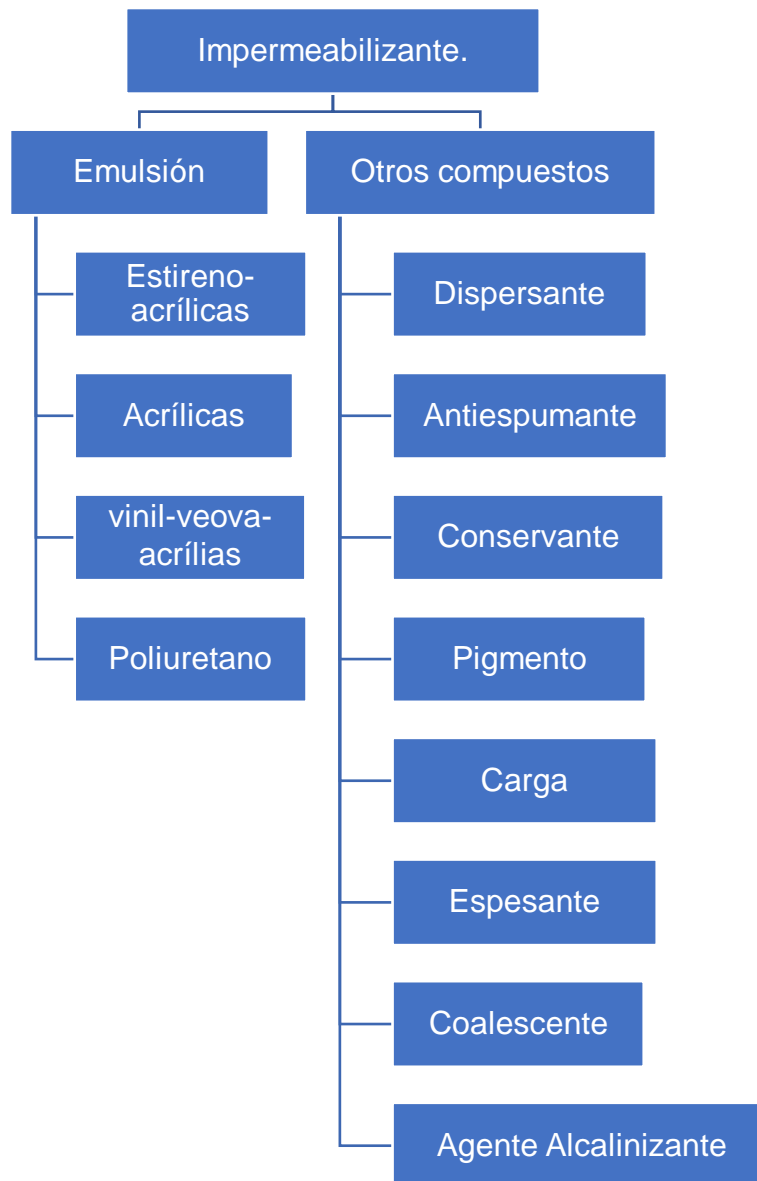 Impermeabilizante.
Emulsión
Otros compuestos
Estireno-
acrílicas
Acrílicas
vinil-veova-
acrílias
Poliuretano
Dispersante
Antiespumante
Conservante
Pigmento
Carga
Espesante
Coalescente
Agente Alcalinizante